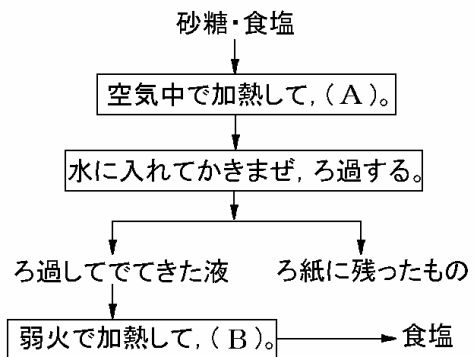 砂糖・食塩
空気中で加熱して,(A)。
水に入れてかきまぜ,ろ過する。
ろ過してでてきた液
ろ紙に残ったもの
弱火で加熱して,(B)。
食塩